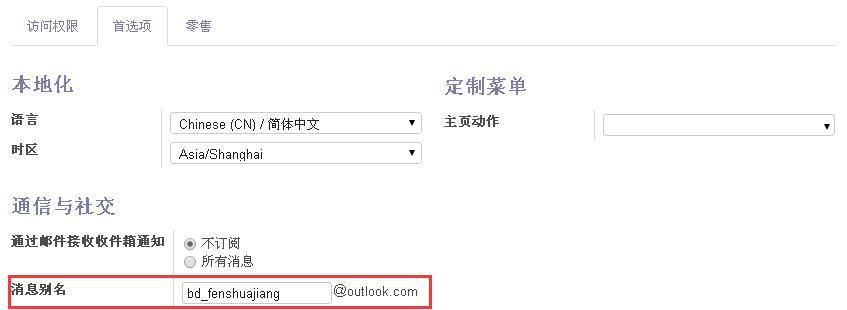 访问权限 首选项 零售
本地化 定制菜单
语言 Chinese (CN) / 简体中文 主页动作
时区 Asia/Shanghai
通信与社交
通过邮件接收收件箱通知 不订阅
所有消息
消息别名 bd_fenshuajiang @outlook.com